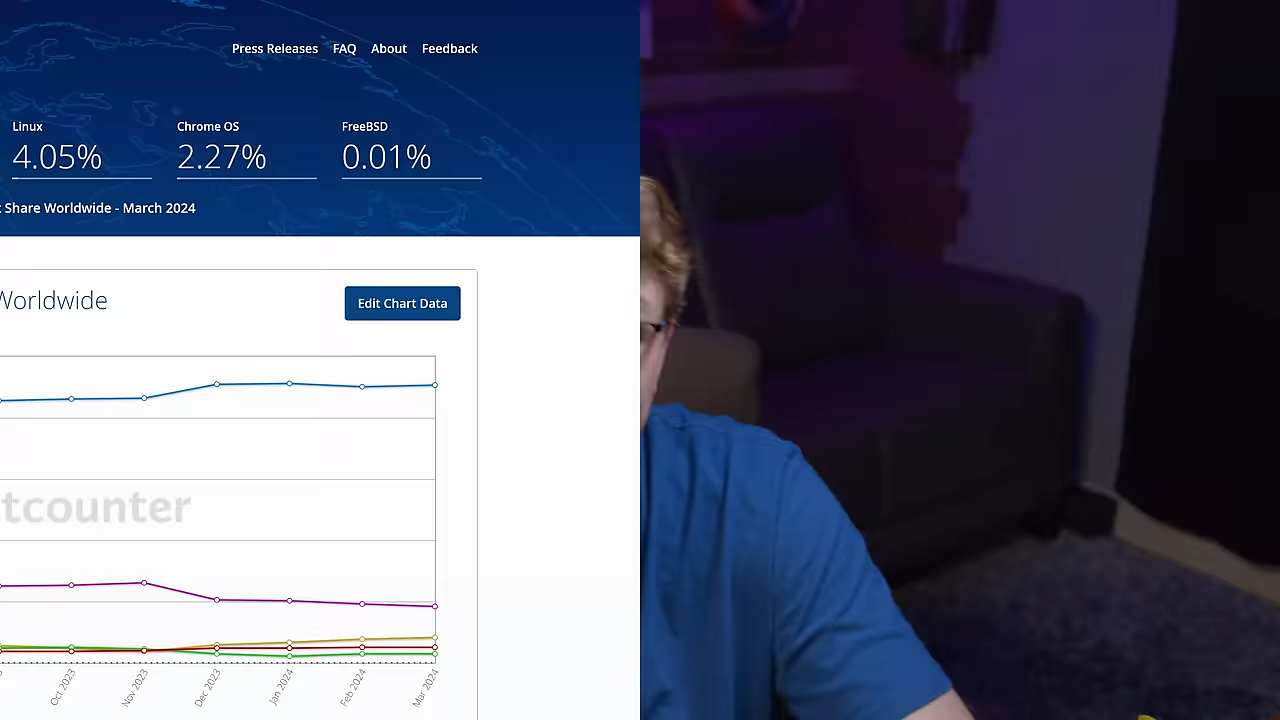 Press Releases FAQ About Feedback
Linux Chrome OS FreeBSD
4.05% 2.27% 0.01%
Share Worldwide - March 2024
Worldwide
Edit Chart Data
tcounter
Oct 2023 Nov 2023 Dec 2023 Jan 2024 Feb 2024 Mar 2024